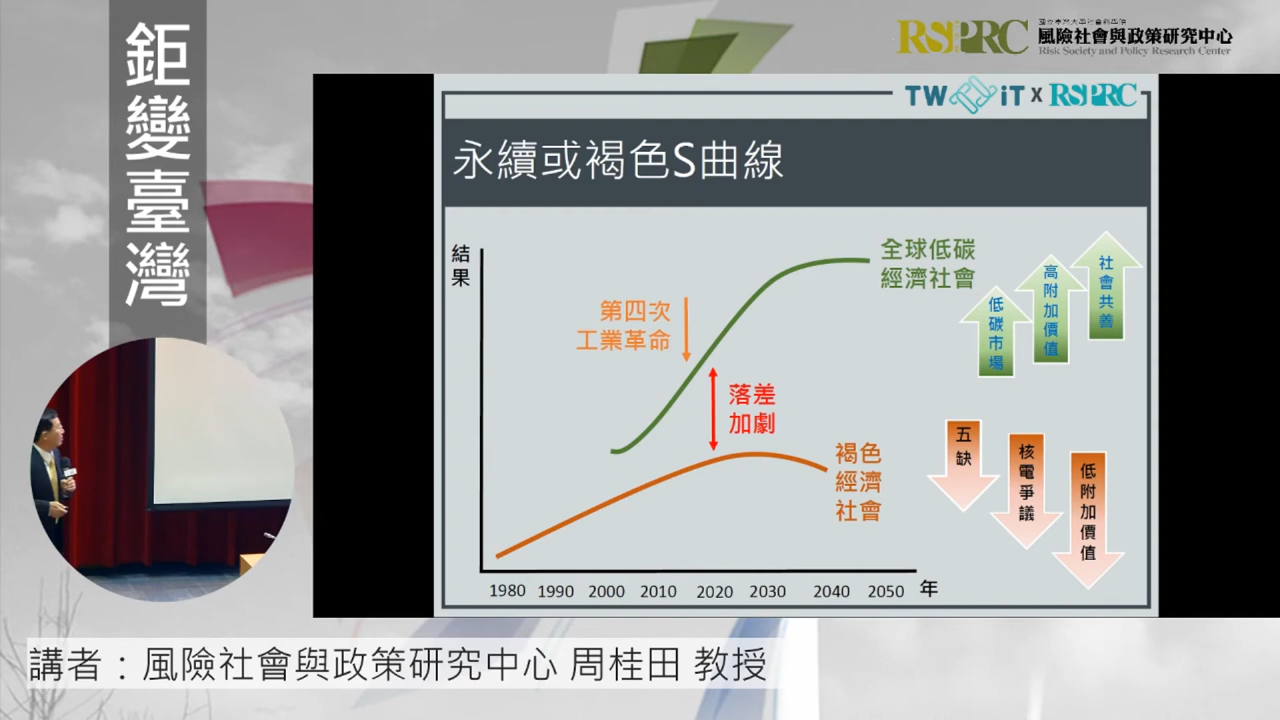 鉅變臺灣
RSPRC
風險社會與政策研究中心
Risk Society and Policy Research Center
TW iT X RSPRC
永續或褐色S曲線
結果
全球低碳
經濟社會
第四次
工業革命
落差
加劇
褐色
經濟
社會
低碳市場
高附加價值
社會共善
五缺
核電爭議
低附加價值
1980 1990 2000 2010 2020 2030 2040 2050 年
講者：風險社會與政策研究中心 周桂田 教授